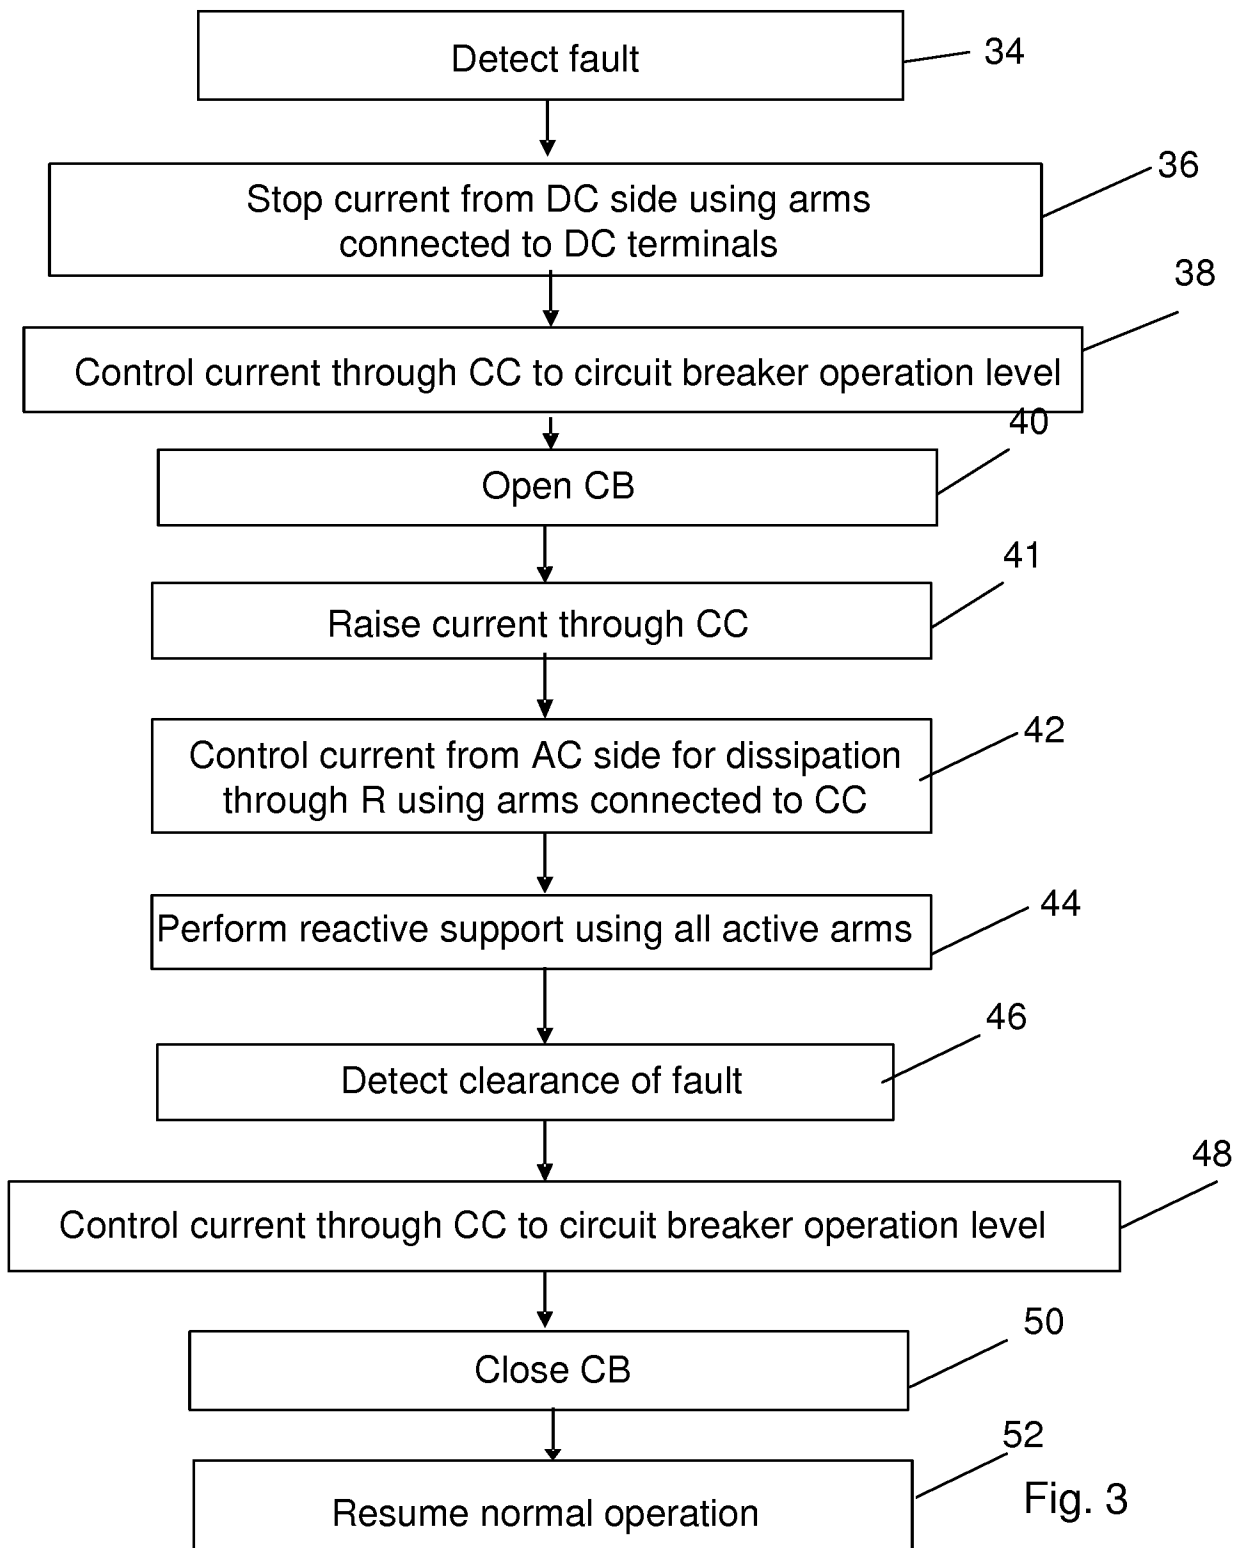 Detect fault
34
Stop current from DC side using arms
connected to DC terminals
36
38
Control current through CC to circuit breaker operation level
40
Open CB
41
Raise current through CC
42
Control current from AC side for dissipation
through R using arms connected to CC
44
Perform reactive support using all active arms
46
Detect clearance of fault
48
Control current through CC to circuit breaker operation level
50
Close CB
52
Resume normal operation
Fig. 3